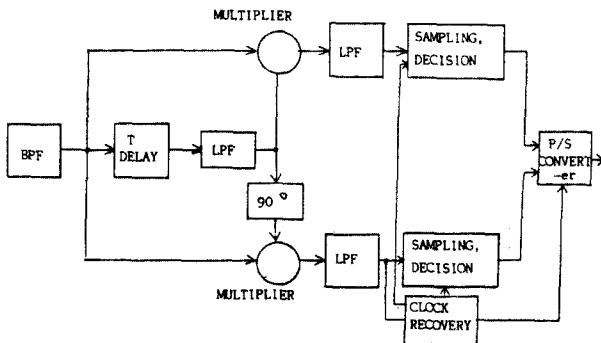 MULTIPLIER
LPF
SAMPLING,
DECISION
BPF
T
DELAY
LPF
P/S
CONVERT
-er
90°
MULTIPLIER
LPF
SAMPLING,
DECISION
CLOCK
RECOVERY